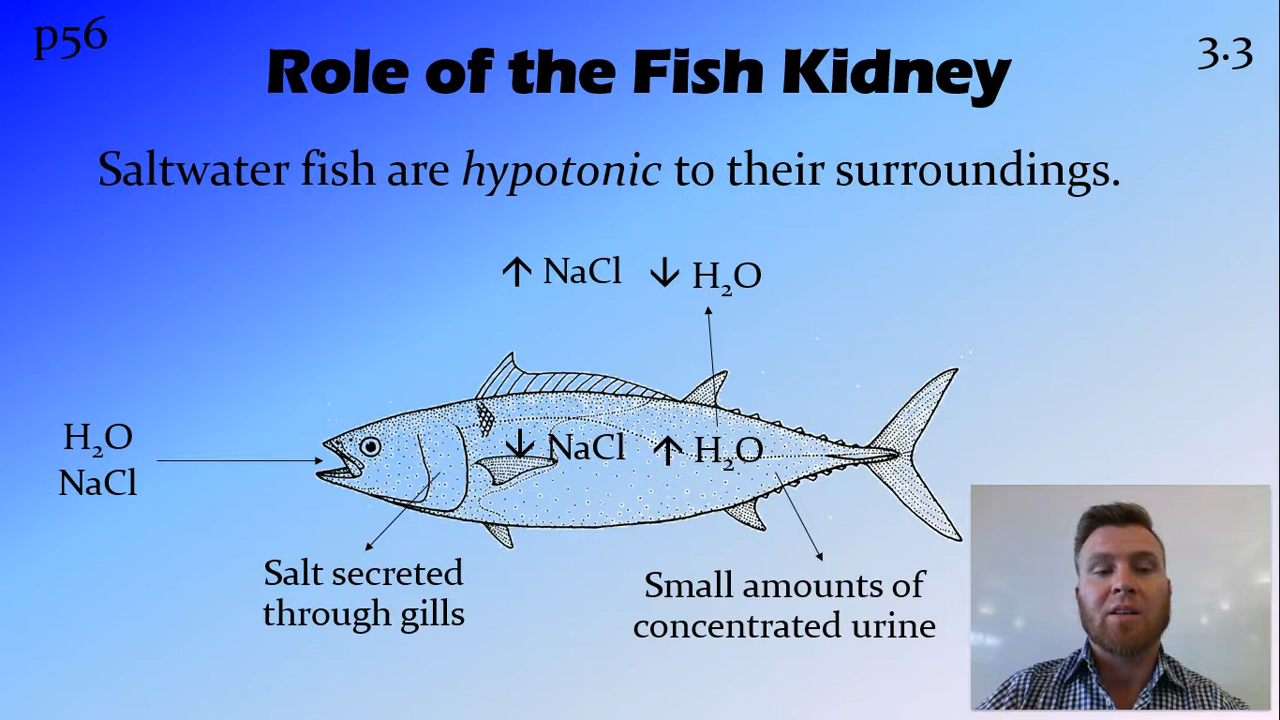 p56
3.3
Role of the Fish Kidney
Saltwater fish are hypotonic to their surroundings.
↑ NaCl ↓ H₂O
H₂O
NaCl
↓ NaCl ↑ H₂O
Salt secreted
through gills
Small amounts of
concentrated urine